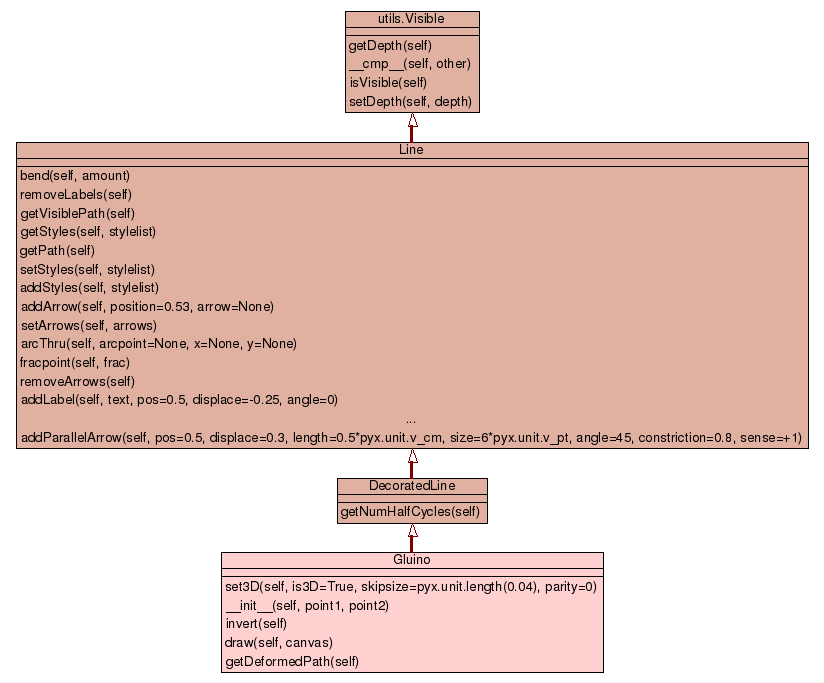 utils.Visible
getDepth(self)
__cmp__(self, other)
isVisible(self)
setDepth(self, depth)
Line
bend(self, amount)
removeLabels(self)
getVisiblePath(self)
getStyles(self, stylelist)
getPath(self)
setStyles(self, stylelist)
addStyles(self, stylelist)
addArrow(self, position=0.53, arrow=None)
setArrows(self, arrows)
arcThru(self, arcpoint=None, x=None, y=None)
fracpoint(self, frac)
removeArrows(self)
addLabel(self, text, pos=0.5, displace=-0.25, angle=0)
...
addParallelArrow(self, pos=0.5, displace=0.3, length=0.5*pyx.unit.v_cm, size=6*pyx.unit.v_pt, angle=45, constriction=0.8, sense=+1)
DecoratedLine
getNumHalfCycles(self)
Gluino
set3D(self, is3D=True, skipsize=pyx.unit.length(0.04), parity=0)
__init__(self, point1, point2)
invert(self)
draw(self, canvas)
getDeformedPath(self)